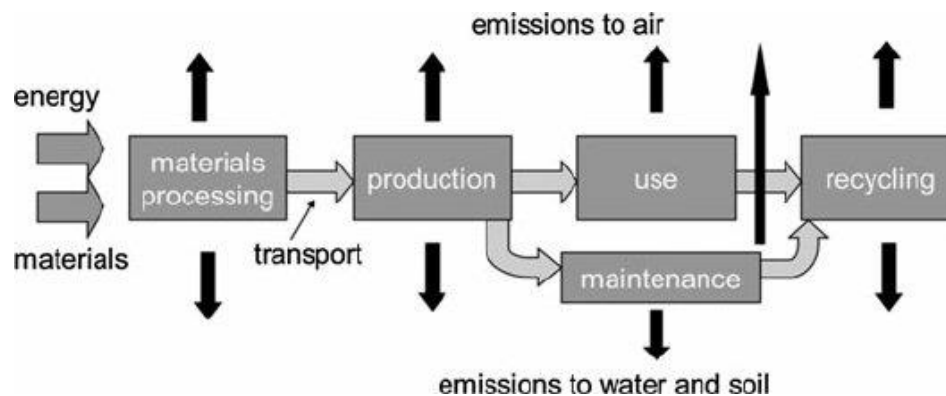 emissions to air
energy
materials
processing
production
use
recycling
transport
materials
maintenance
emissions to water and soil